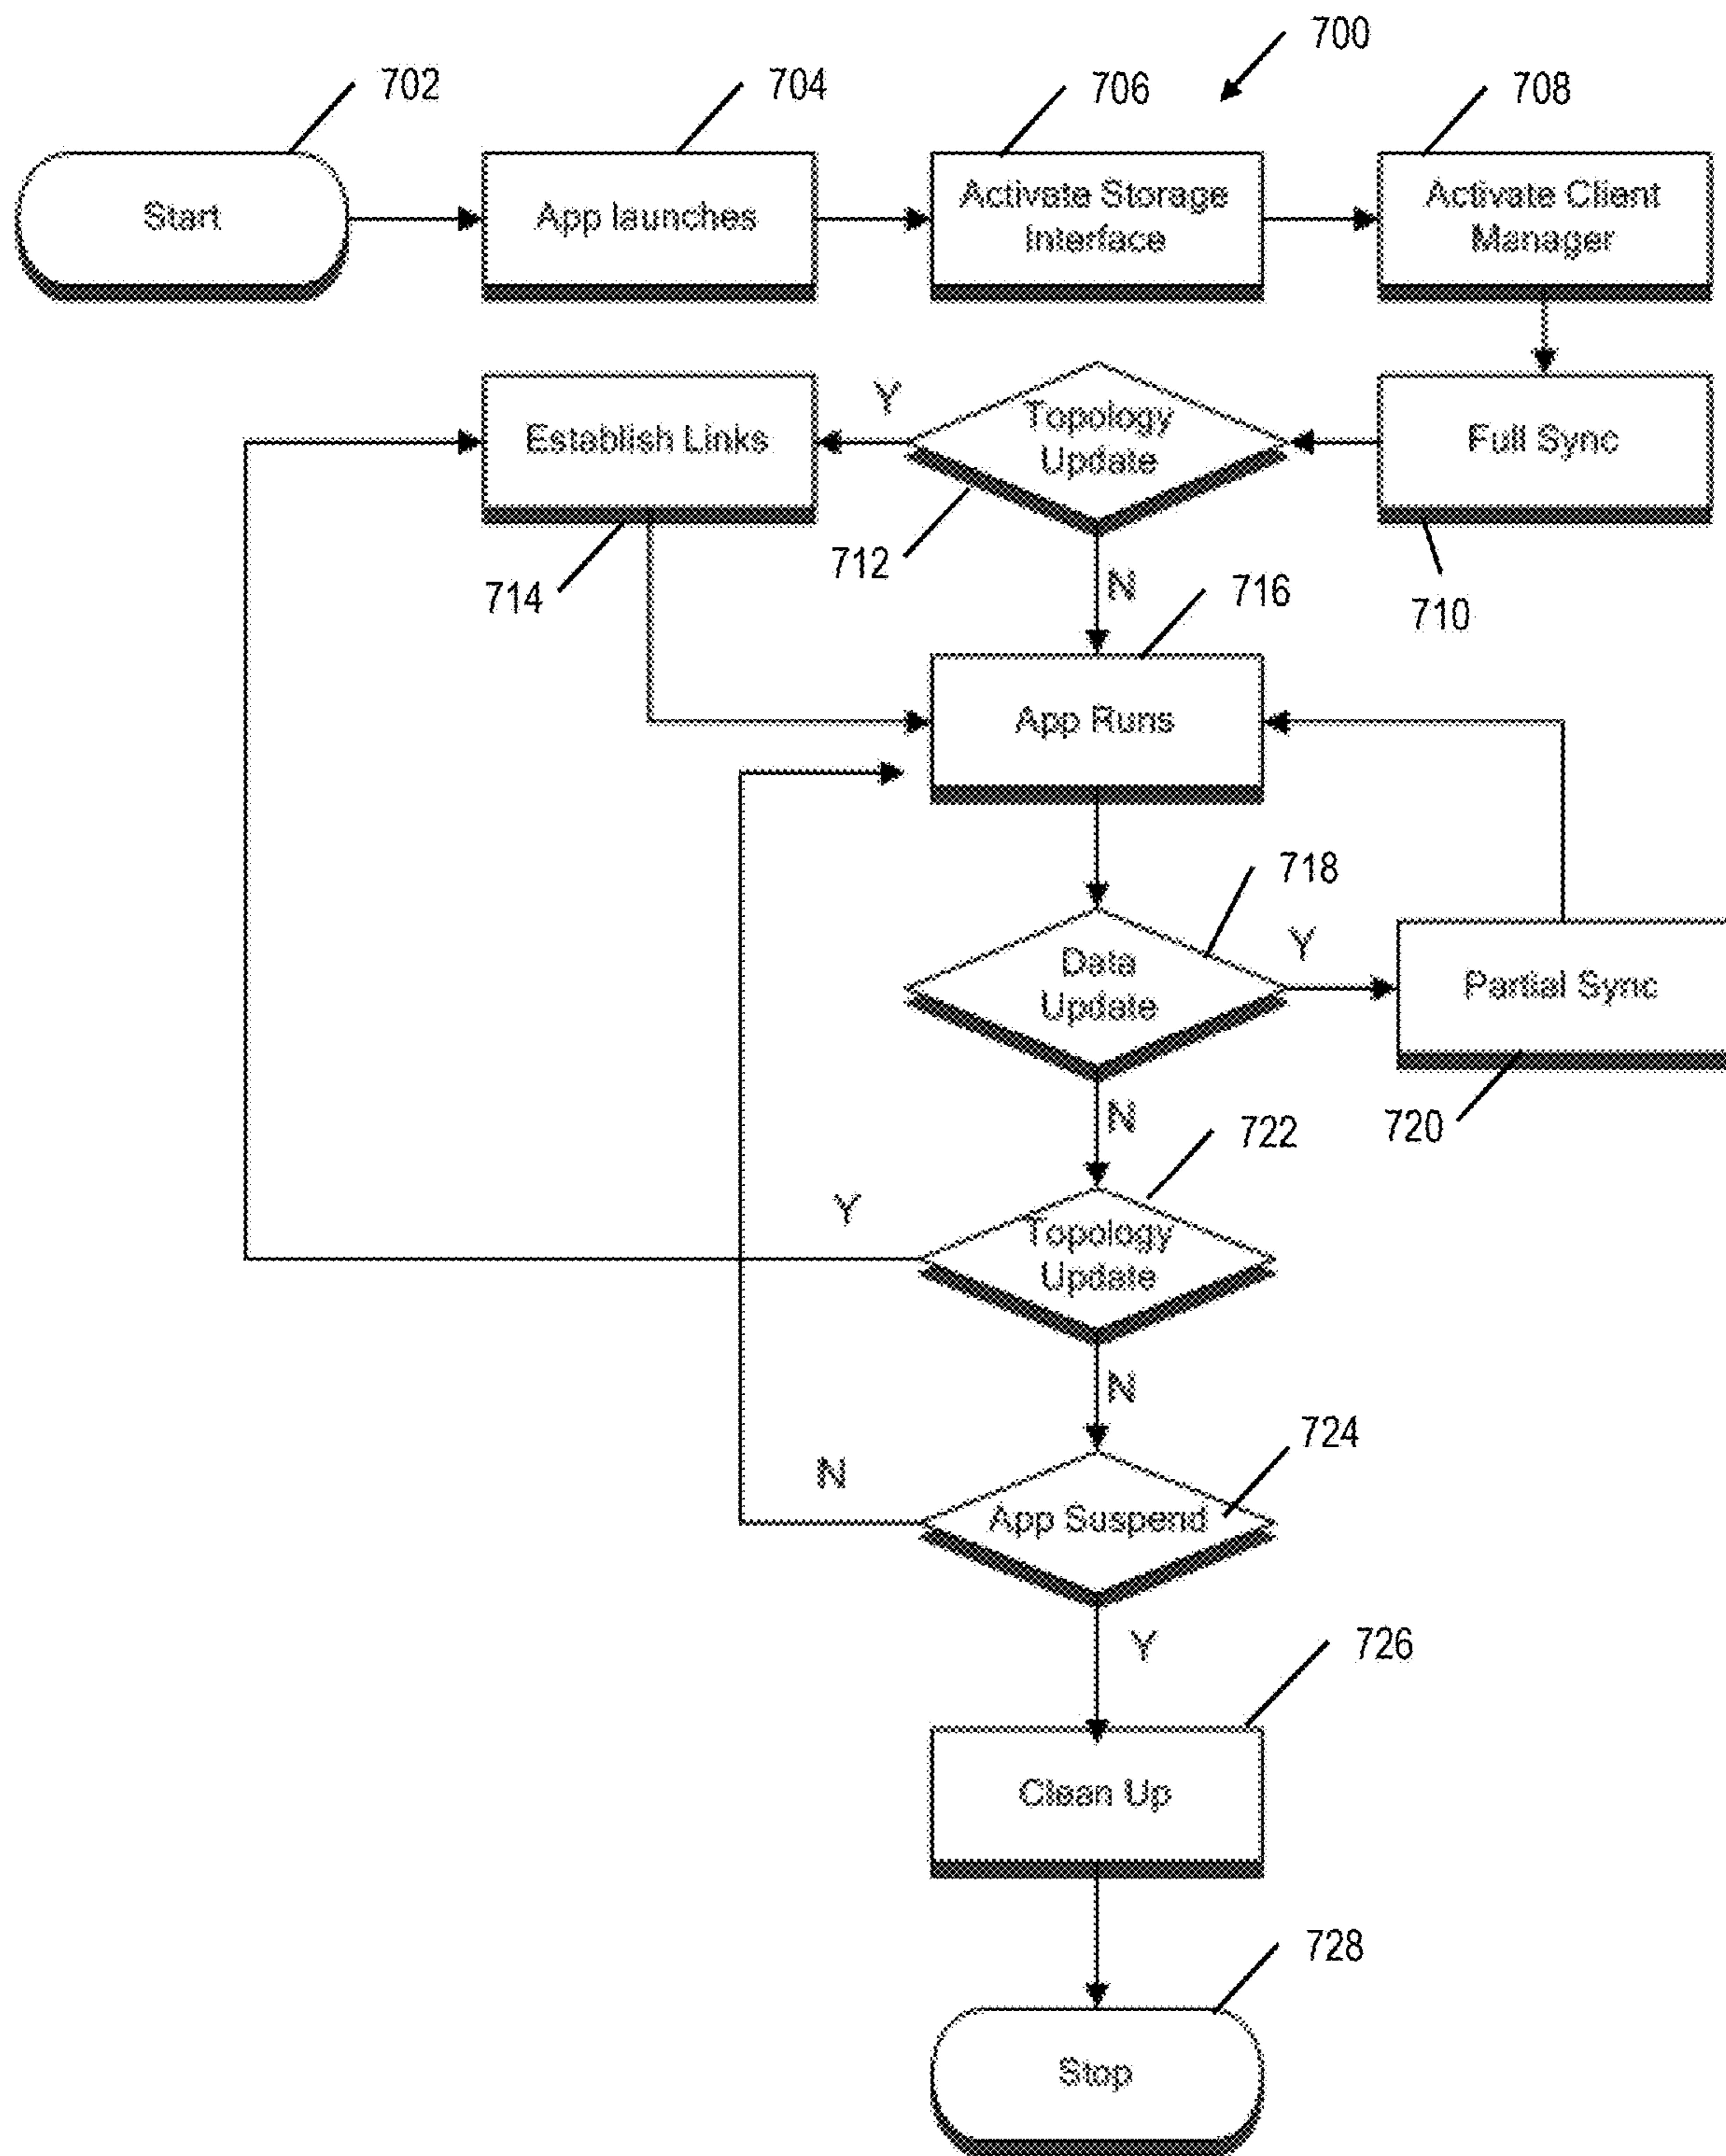 700
702
704
706
708
Start
App launches
Activate Storage
Interface
Activate Client
Manager
Establish Links
Y
Topology
Update
Full Sync
712
714
N
716
710
App Runs
718
Data
Update
Y
Partial Sync
N
722
720
Y
Topology
Update
N
724
N
App Suspend
Y
726
Clean Up
728
Stop